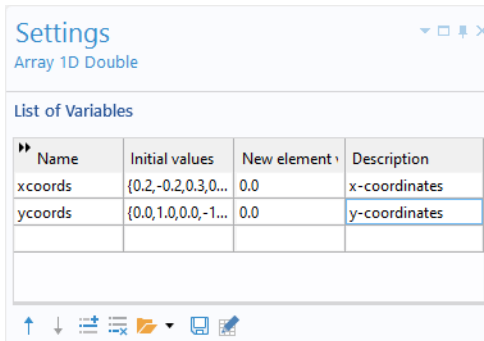 Settings
Array 1D Double
List of Variables
Name Initial values New element Description
xcoords {0.2,-0.2,0.3,0... 0.0 x-coordinates
ycoords {0.0,1.0,0.0,-1... 0.0 y-coordinates